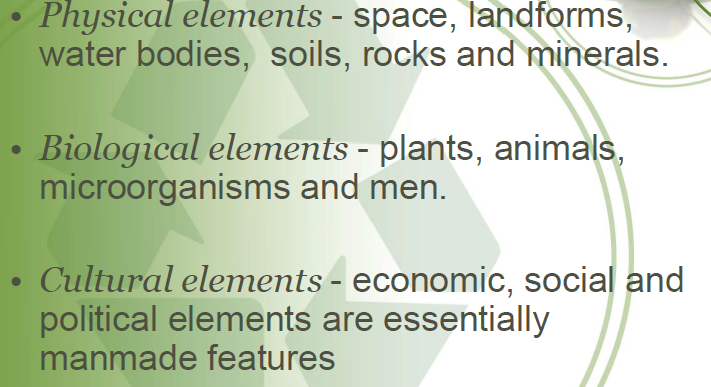 • Physical elements - space, landforms,
water bodies,  soils, rocks and minerals.
• Biological elements - plants, animals,
microorganisms and men.
• Cultural elements - economic, social and
political elements are essentially
manmade features